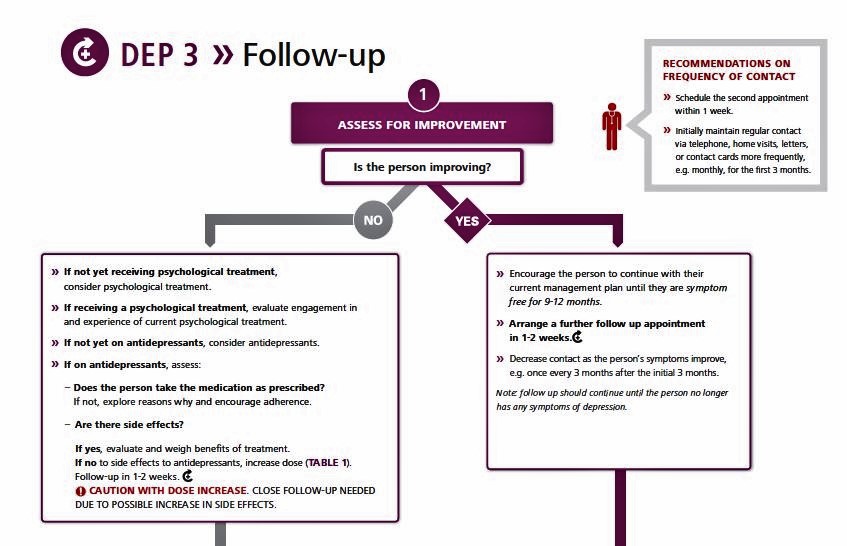 DEP 3 » Follow-up
1
ASSESS FOR IMPROVEMENT
Is the person improving?
NO
YES
RECOMMENDATIONS ON
FREQUENCY OF CONTACT
» Schedule the second appointment
within 1 week.
» Initially maintain regular contact
via telephone, home visits, letters,
or contact cards more frequently,
e.g. monthly, for the first 3 months.
» If not yet receiving psychological treatment,
consider psychological treatment.
» If receiving a psychological treatment, evaluate engagement in
and experience of current psychological treatment.
» If not yet on antidepressants, consider antidepressants.
» If on antidepressants, assess:
– Does the person take the medication as prescribed?
If not, explore reasons why and encourage adherence.
– Are there side effects?
If yes, evaluate and weigh benefits of treatment.
If no to side effects to antidepressants, increase dose (TABLE 1).
Follow-up in 1-2 weeks.
! CAUTION WITH DOSE INCREASE. CLOSE FOLLOW-UP NEEDED
DUE TO POSSIBLE INCREASE IN SIDE EFFECTS.
» Encourage the person to continue with their
current management plan until they are symptom
free for 9-12 months.
» Arrange a further follow up appointment
in 1-2 weeks.
» Decrease contact as the person's symptoms improve,
e.g. once every 3 months after the initial 3 months.
Note: follow up should continue until the person no longer
has any symptoms of depression.